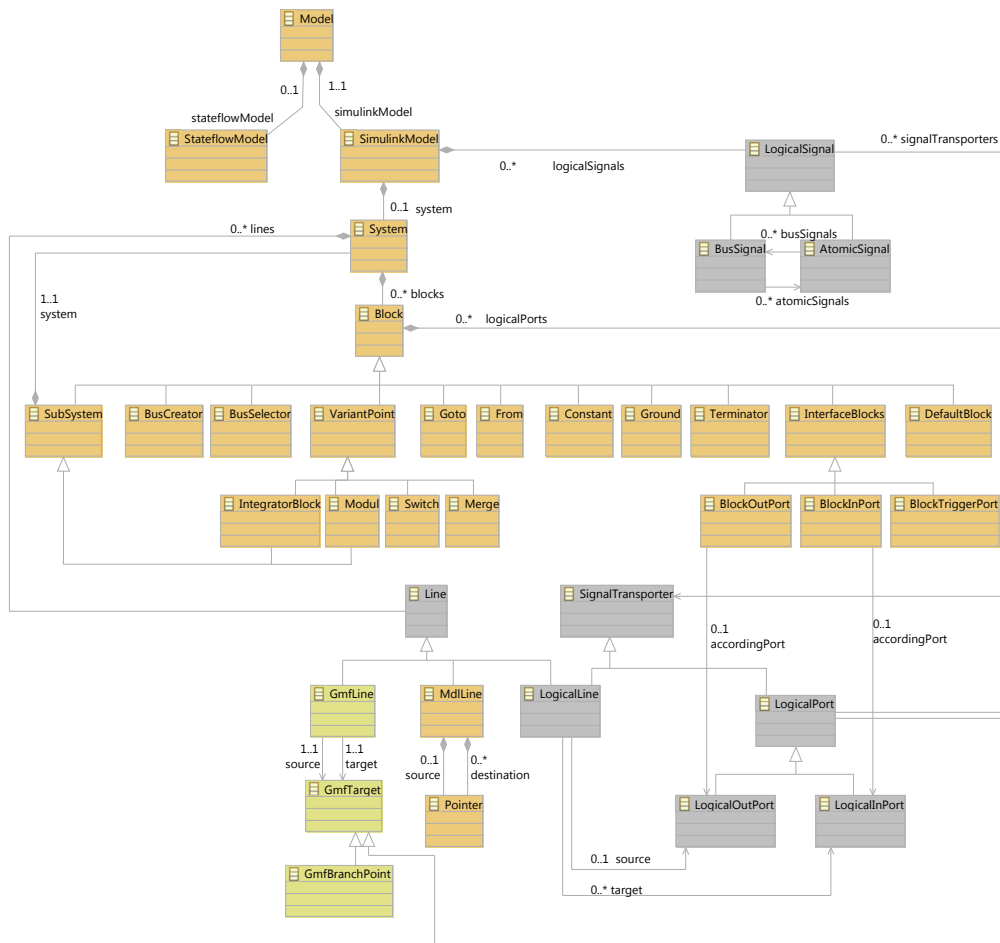 Model
0..1
1..1
stateflowModel
simulinkModel
StateflowModel
SimulinkModel
0..* logicalSignals
LogicalSignal
0..* signalTransporters
0..1 system
0..* lines
System
0..* busSignals
BusSignal
AtomicSignal
0..* atomicSignals
0..* blocks
1..1
system
Block
0..* logicalPorts
SubSystem
BusCreator
BusSelector
VariantPoint
Goto
From
Constant
Ground
Terminator
InterfaceBlocks
DefaultBlock
IntegratorBlock
Modul
Switch
Merge
BlockOutPort
BlockInPort
BlockTriggerPort
Line
SignalTransporter
0..1
accordingPort
0..1
accordingPort
GmfLine
MdlLine
LogicalLine
LogicalPort
1..1
source
1..1
target
0..1
source
0..*
destination
GmfTarget
Pointer
LogicalOutPort
LogicalInPort
0..1 source
GmfBranchPoint
0..* target